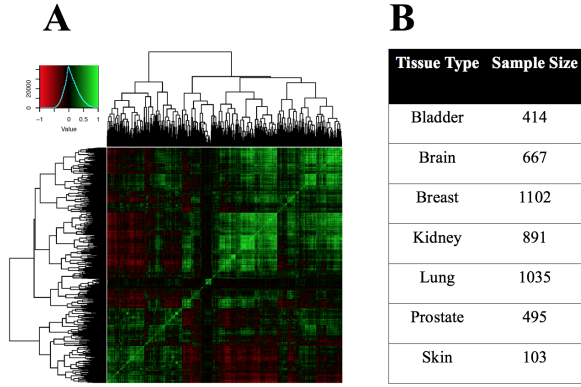 A
B
20000
0
−1
0
0.5
1
Value
Tissue Type Sample Size
Bladder 414
Brain 667
Breast 1102
Kidney 891
Lung 1035
Prostate 495
Skin 103